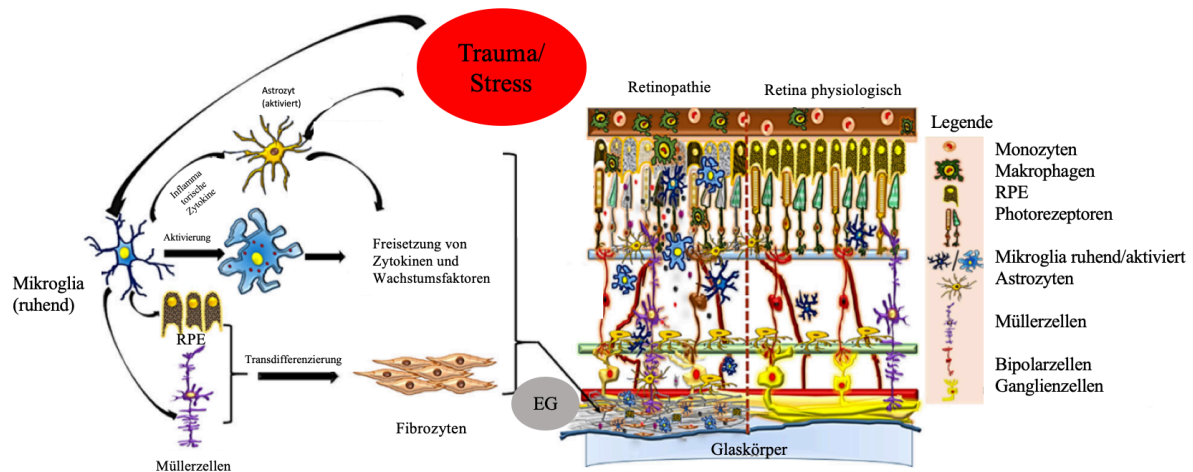 Trauma/
Stress
Astrozyt
(aktiviert)
Inflamma
torische
Zytokine
Aktivierung
Mikroglia
(ruhend)
Freisetzung von
Zytokinen und
Wachstumsfaktoren
RPE
Transdifferenzierung
Müllerzellen
Fibrozyten
EG
Retinopathie
Retina physiologisch
Glaskörper
Legende
Monozyten
Makrophagen
RPE
Photorezeptoren
Mikroglia ruhend/aktiviert
Astrozyten
Müllerzellen
Bipolarzellen
Ganglienzellen